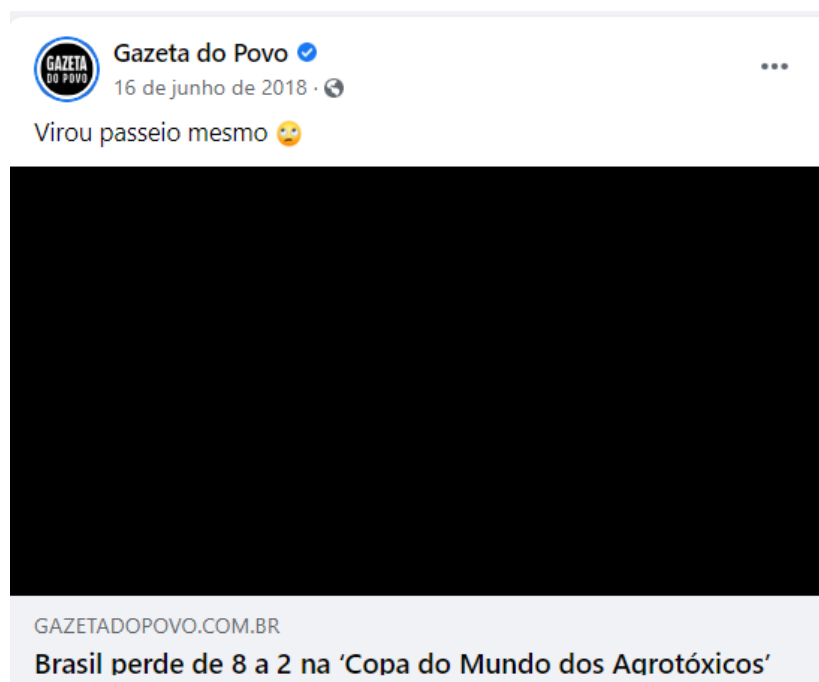 GAZETA
DO POVO
Gazeta do Povo
16 de junho de 2018 ·
Virou passeio mesmo 🙄
GAZETADOPOVO.COM.BR
Brasil perde de 8 a 2 na ‘Copa do Mundo dos Agrotóxicos’